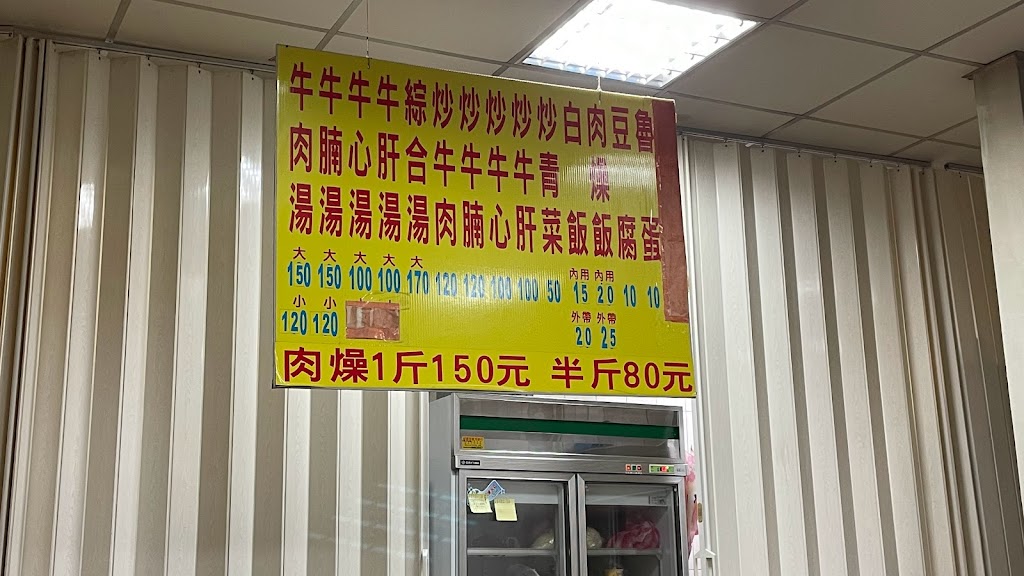 牛肉湯
大
150
小
120
牛腩湯
大
150
小
120
牛心湯
大
100
牛肝湯
大
100
綜合湯
大
170
炒牛肉
120
炒牛腩
120
炒牛心
100
炒牛肝
100
炒青菜
50
白飯
內用
15
外帶
20
肉燥飯
內用
20
外帶
25
豆腐
10
魯蛋
10
肉燥1斤150元 半斤80元